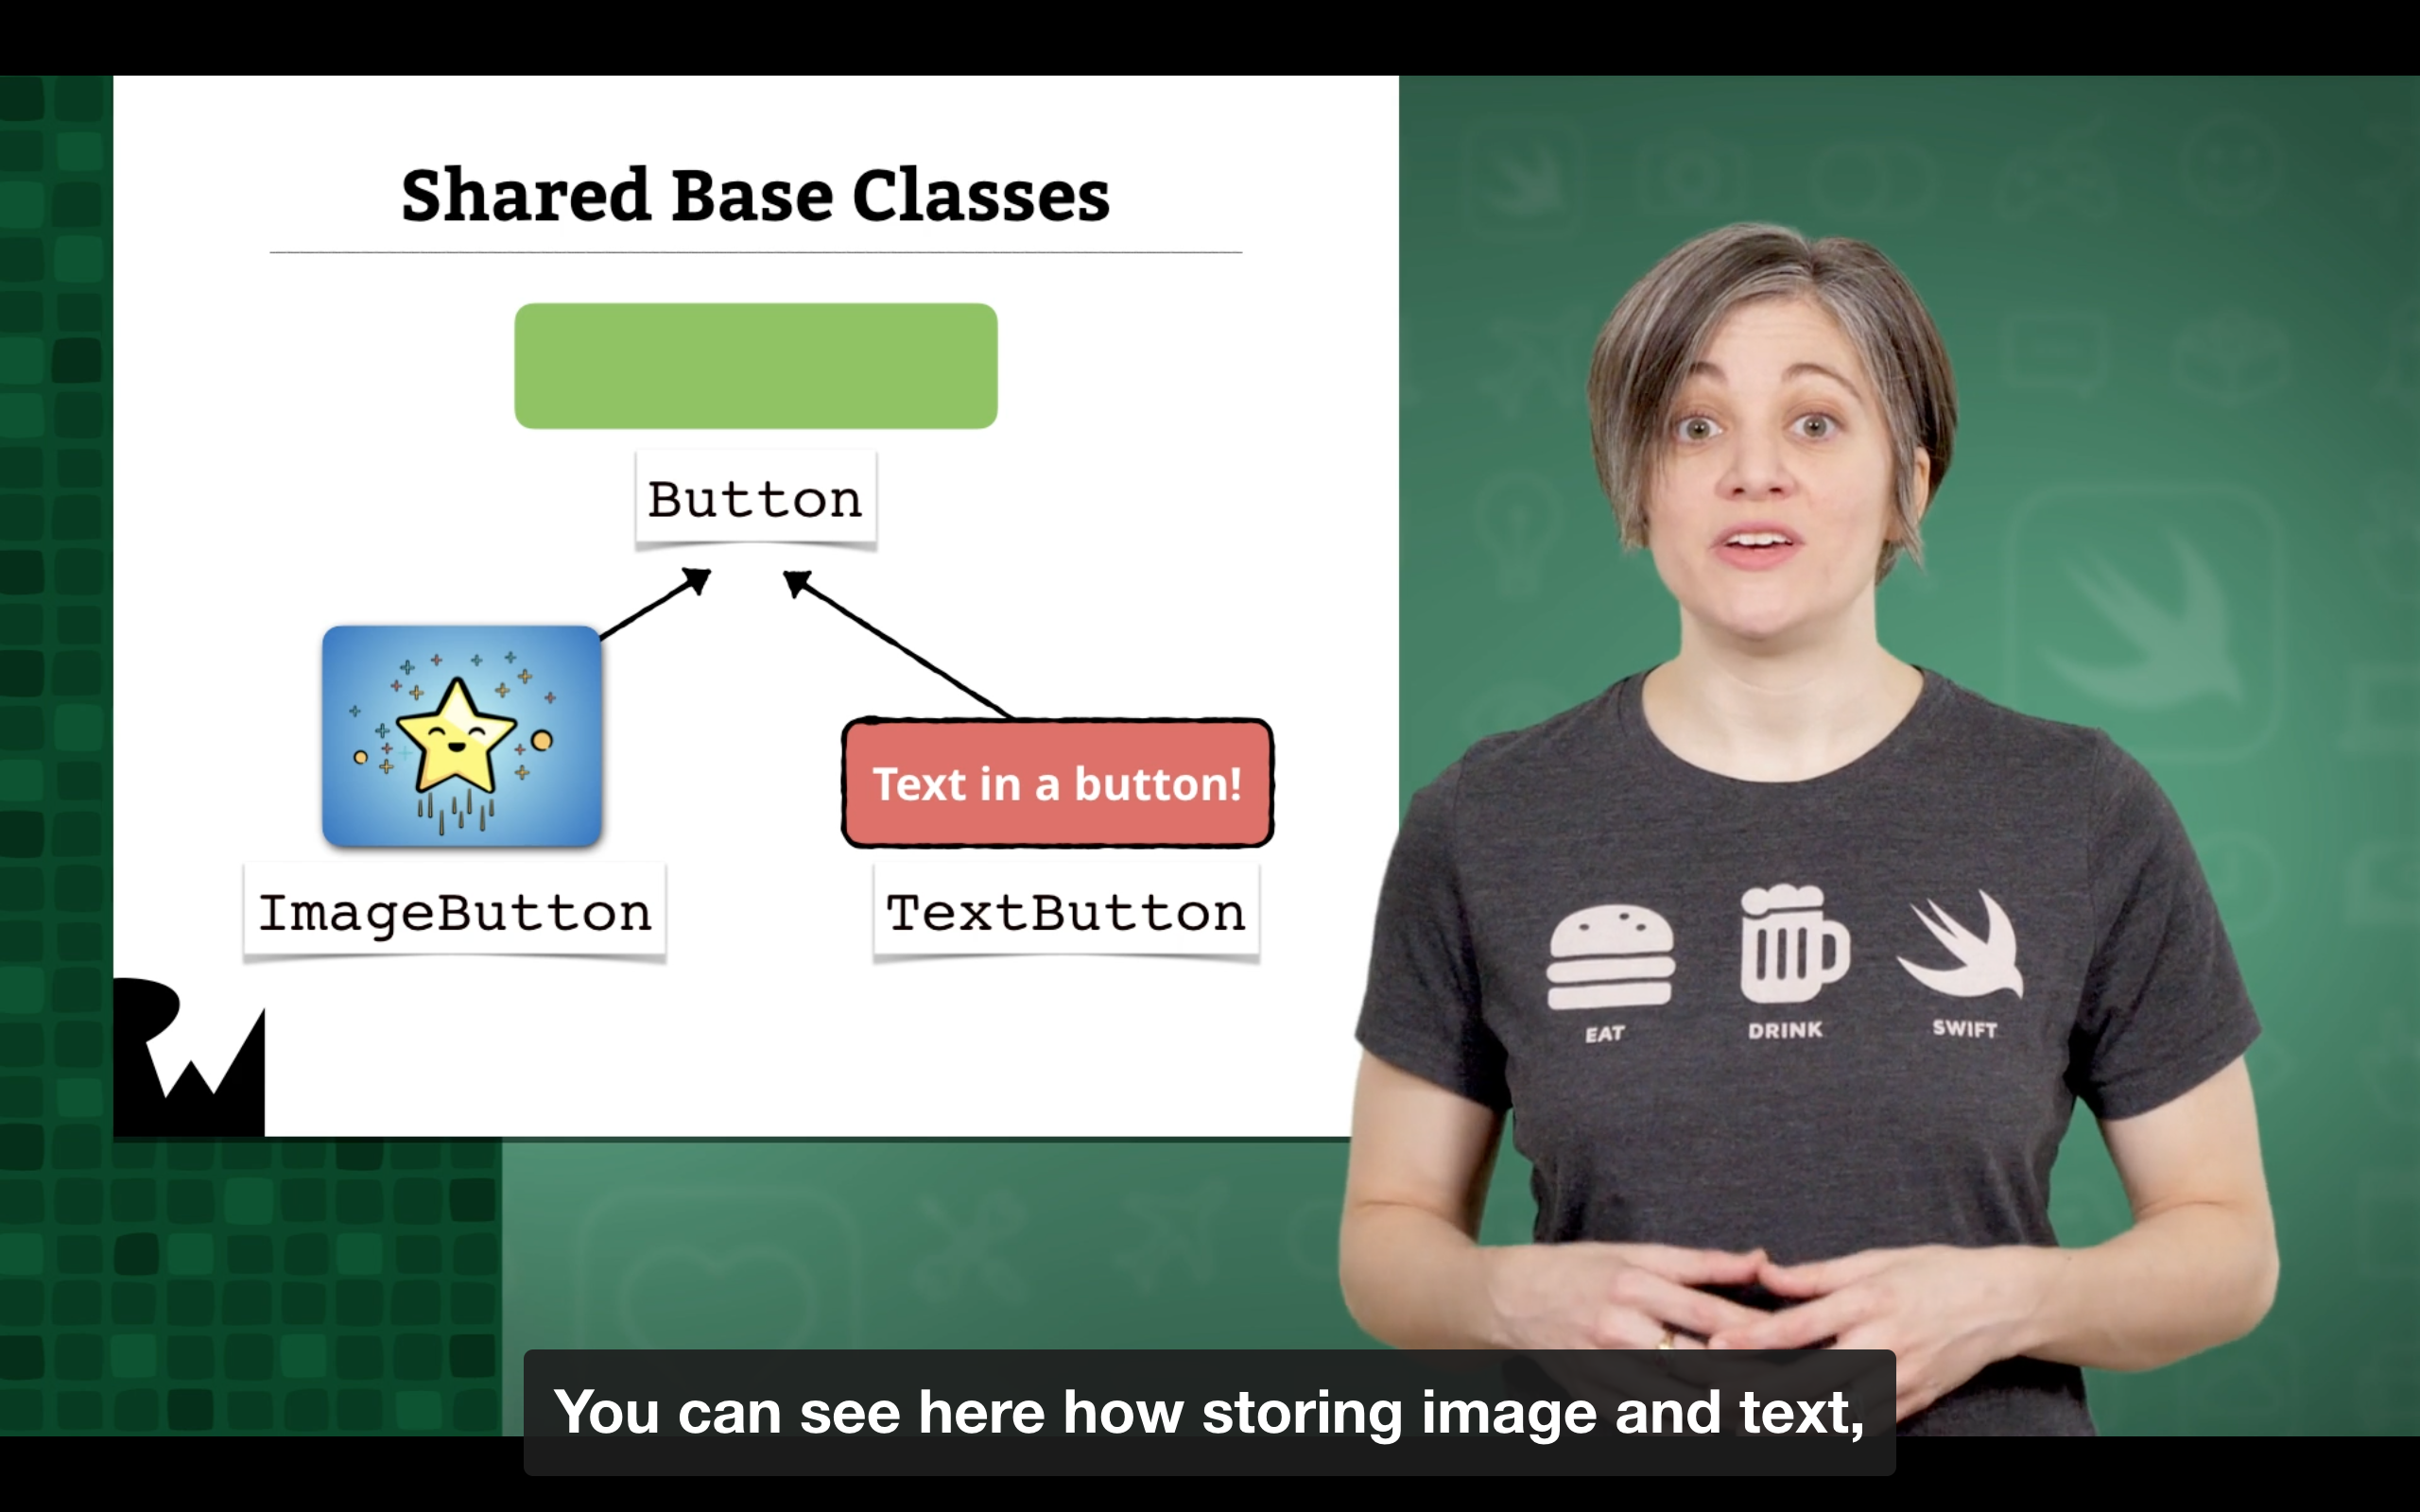 Shared Base Classes
Button
Text in a button!
ImageButton
TextButton
RW
EAT
DRINK
SWIFT
You can see here how storing image and text,